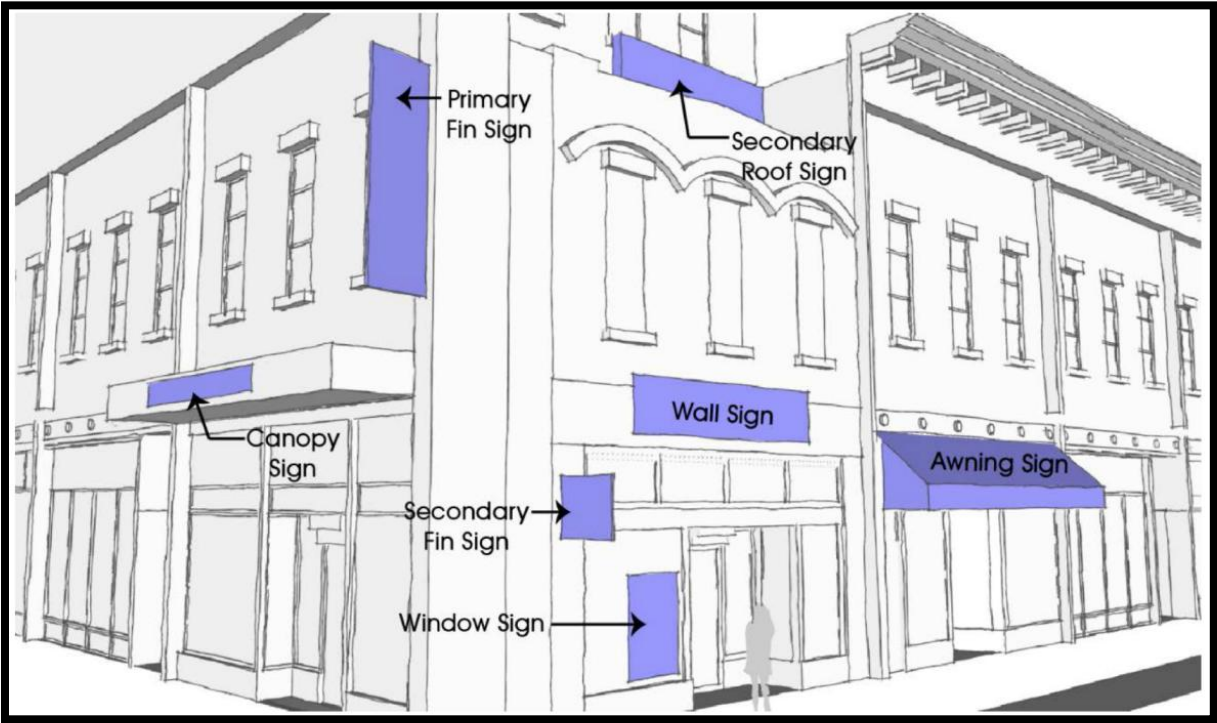 Primary
Fin Sign
Secondary
Roof Sign
Wall Sign
Canopy
Sign
Awning Sign
Secondary
Fin Sign
Window Sign